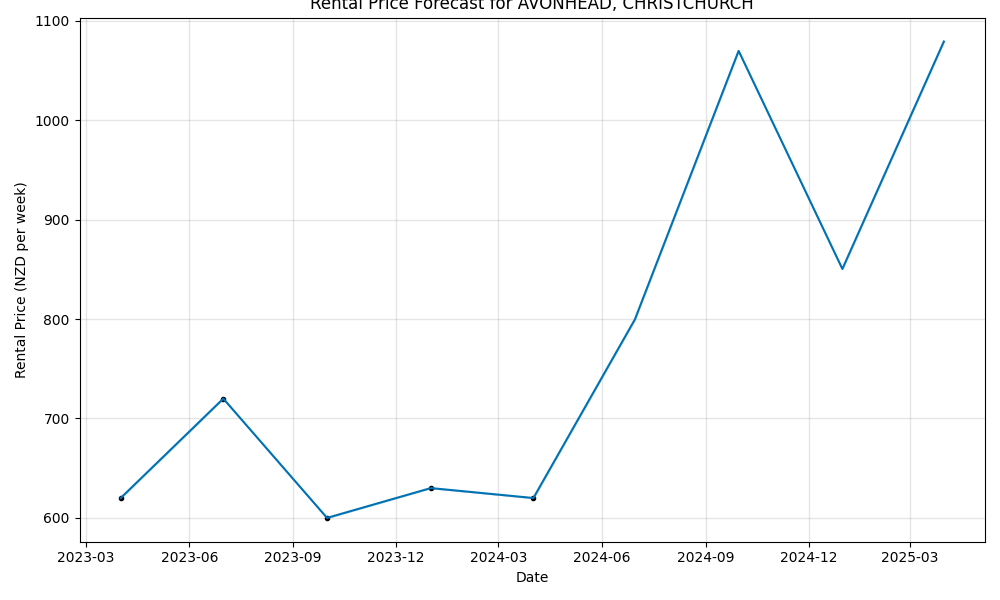 Rental Price Forecast for AVONHEAD, CHRISTCHURCH
1100
1000
900
800
700
600
Rental Price (NZD per week)
2023-03 2023-06 2023-09 2023-12 2024-03 2024-06 2024-09 2024-12 2025-03
Date